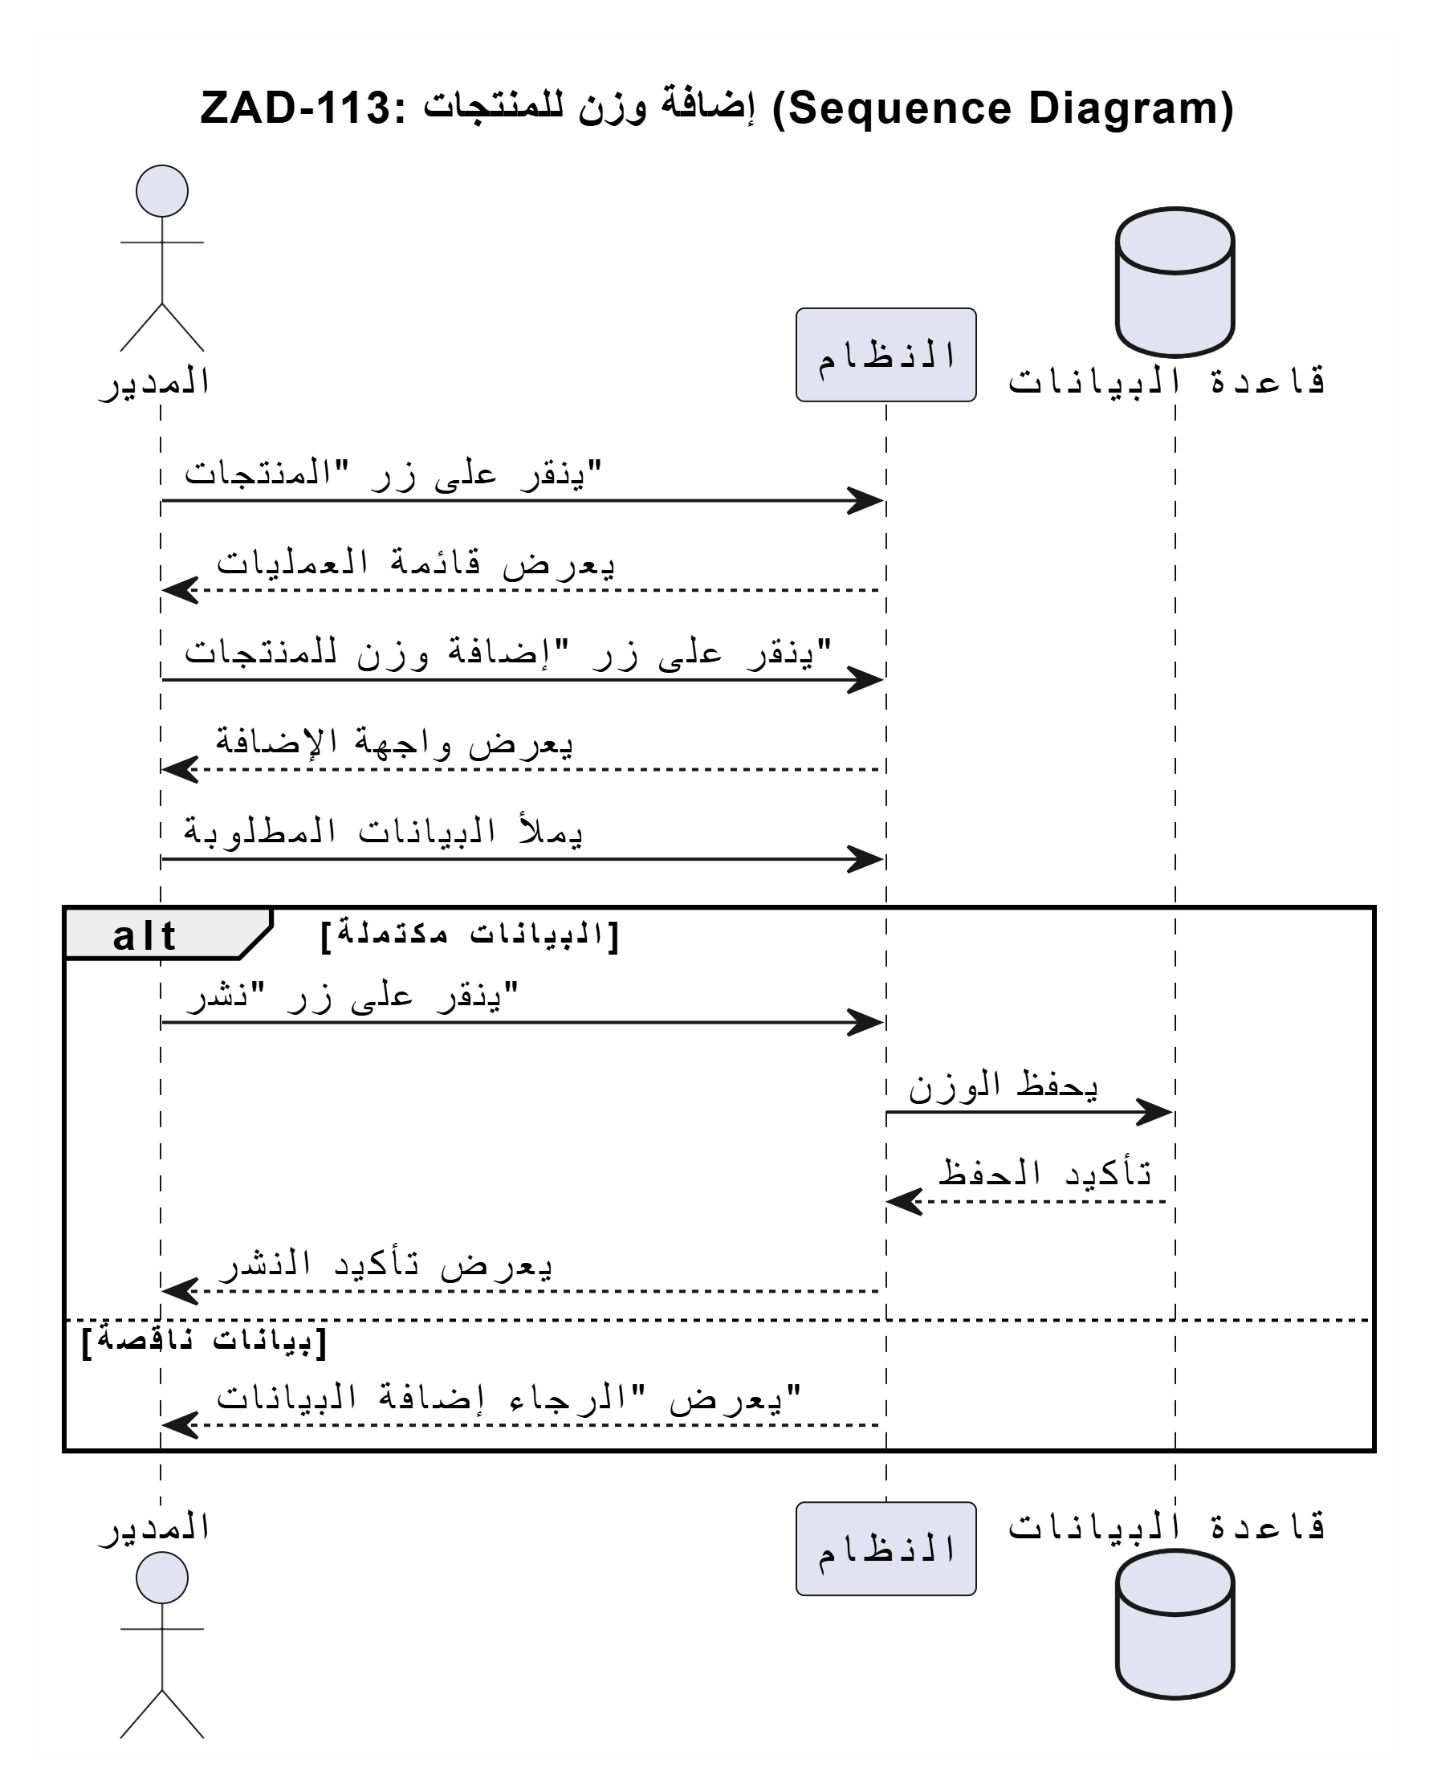 ZAD-113: إضافة وزن للمنتجات (Sequence Diagram)
المدير
النظام
قاعدة البيانات
ينقر على زر "المنتجات"
يعرض قائمة العمليات
ينقر على زر "إضافة وزن للمنتجات"
يعرض واجهة الإضافة
يملأ البيانات المطلوبة
alt [البيانات مكتملة]
ينقر على زر "نشر"
يحفظ الوزن
تأكيد الحفظ
يعرض تأكيد النشر
[بيانات ناقصة]
يعرض "الرجاء إضافة البيانات"
المدير
النظام
قاعدة البيانات